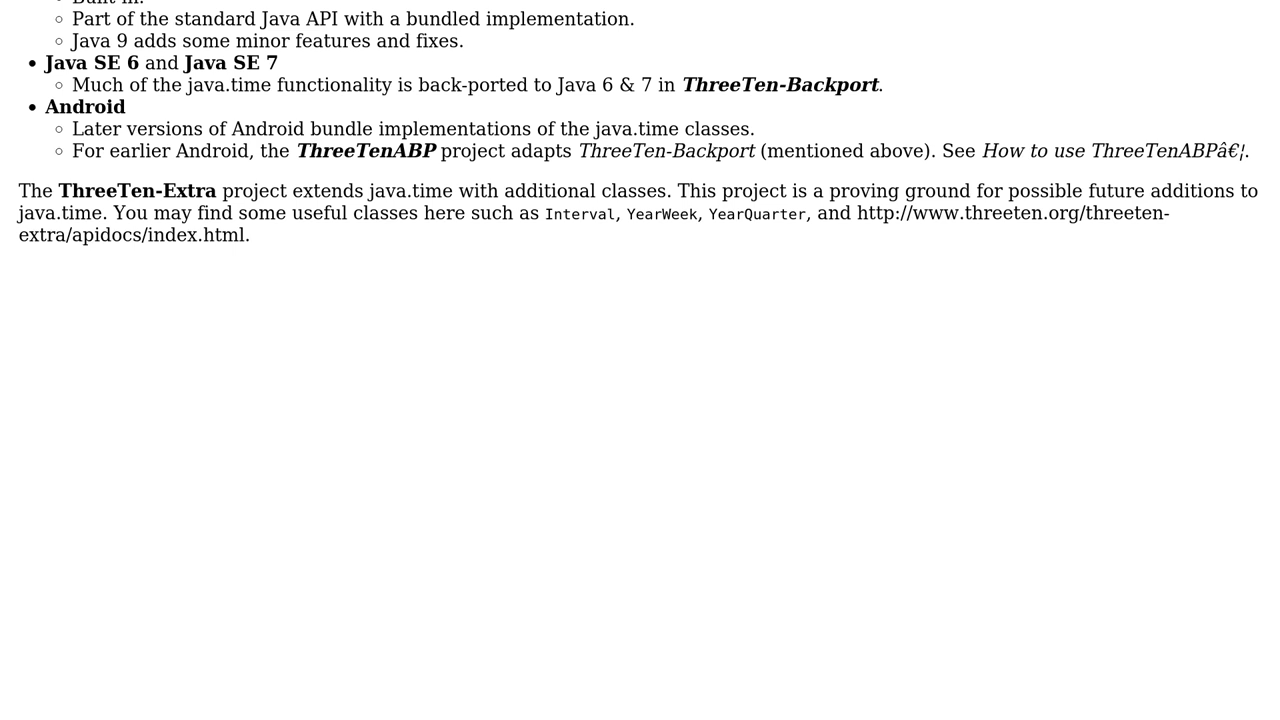 Built-in.
Part of the standard Java API with a bundled implementation.
Java 9 adds some minor features and fixes.
Java SE 6 and Java SE 7
Much of the java.time functionality is back-ported to Java 6 & 7 in ThreeTen-Backport.
Android
Later versions of Android bundle implementations of the java.time classes.
For earlier Android, the ThreeTenABP project adapts ThreeTen-Backport (mentioned above). See How to use ThreeTenABPâ€¦.
The ThreeTen-Extra project extends java.time with additional classes. This project is a proving ground for possible future additions to
java.time. You may find some useful classes here such as Interval, YearWeek, YearQuarter, and http://www.threeten.org/threeten-
extra/apidocs/index.html.